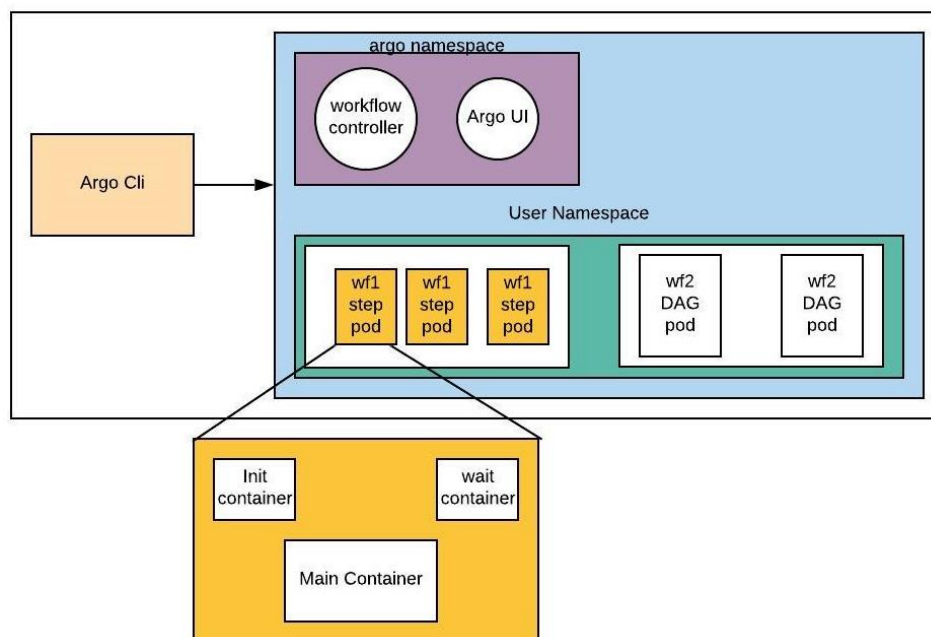 argo namespace
workflow
controller
Argo UI
Argo Cli
User Namespace
wf1
step
pod
wf1
step
pod
wf1
step
pod
wf2
DAG
pod
wf2
DAG
pod
Init
container
wait
container
Main Container